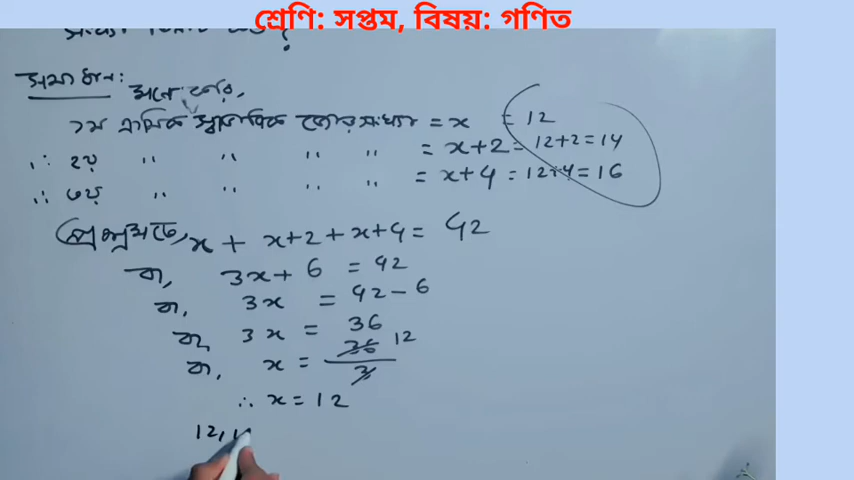 শ্রেণি: সপ্তম, বিষয়: গণিত
সমাধান:
মনে করি,
১ম ক্রমিক স্বাভাবিক জোর সংখ্যা = x = 12
∴ ২য় " " " " = x+2 = 12+2 = 14
∴ ৩য় " " " " = x+4 = 12+4 = 16
প্রশ্নমতে, x + x+2 + x+4 = 42
বা, 3x + 6 = 42
বা, 3x = 42 - 6
বা, 3x = 36
বা, x = 36/3 12
∴ x = 12
12,